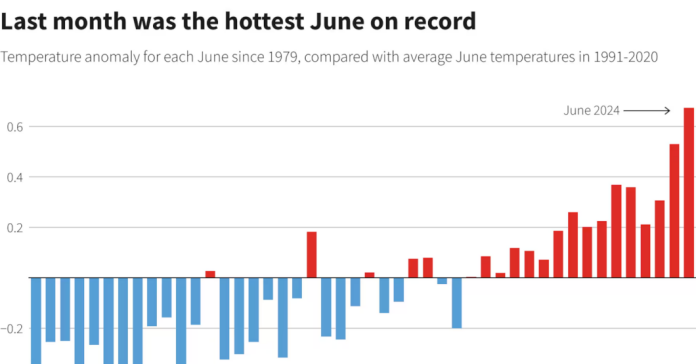 Last month was the hottest June on record
Temperature anomaly for each June since 1979, compared with average June temperatures in 1991-2020
June 2024
0.6
0.4
0.2
−0.2